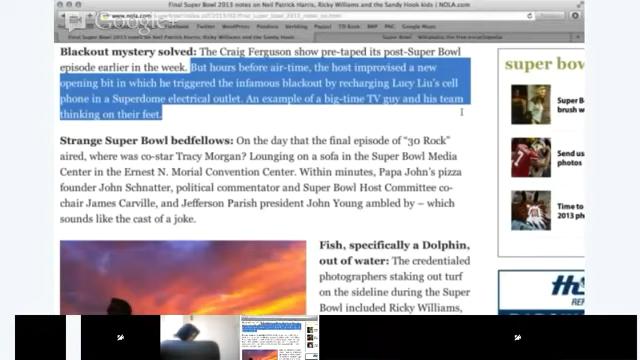 Final Super Bowl 2013 notes on Neil Patrick Harris, Ricky Williams and the Sandy Hook kids | NOLA.com
Google
Blackout mystery solved: The Craig Ferguson show pre-taped its post-Super Bowl
episode earlier in the week. But hours before air-time, the host improvised a new
opening bit in which he triggered the infamous blackout by recharging Lucy Liu's cell
phone in a Superdome electrical outlet. An example of a big-time TV guy and his team
thinking on their feet.
super bow
Super B
brush w
Strange Super Bowl bedfellows: On the day that the final episode of "30 Rock"
aired, where was co-star Tracy Morgan? Lounging on a sofa in the Super Bowl Media
Center in the Ernest N. Morial Convention Center. Within minutes, Papa John's pizza
founder John Schnatter, political commentator and Super Bowl Host Committee co-
chair James Carville, and Jefferson Parish president John Young ambled by – which
sounds like the cast of a joke.
Send us
photos
Time to
2013 ph
Fish, specifically a Dolphin,
out of water: The credentialed
photographers staking out turf
on the sideline during the Super
Bowl included Ricky Williams,